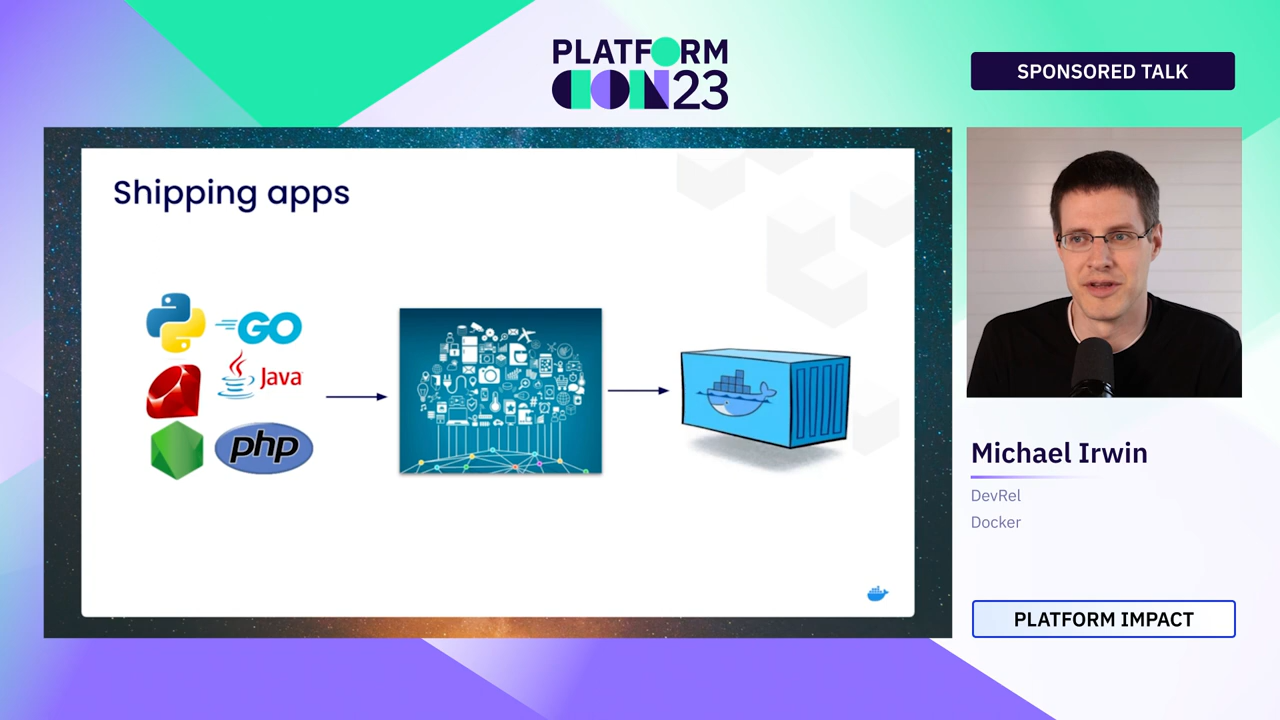 PLATFORM
CON23
SPONSORED TALK
Shipping apps
GO
Java
php
Michael Irwin
DevRel
Docker
PLATFORM IMPACT